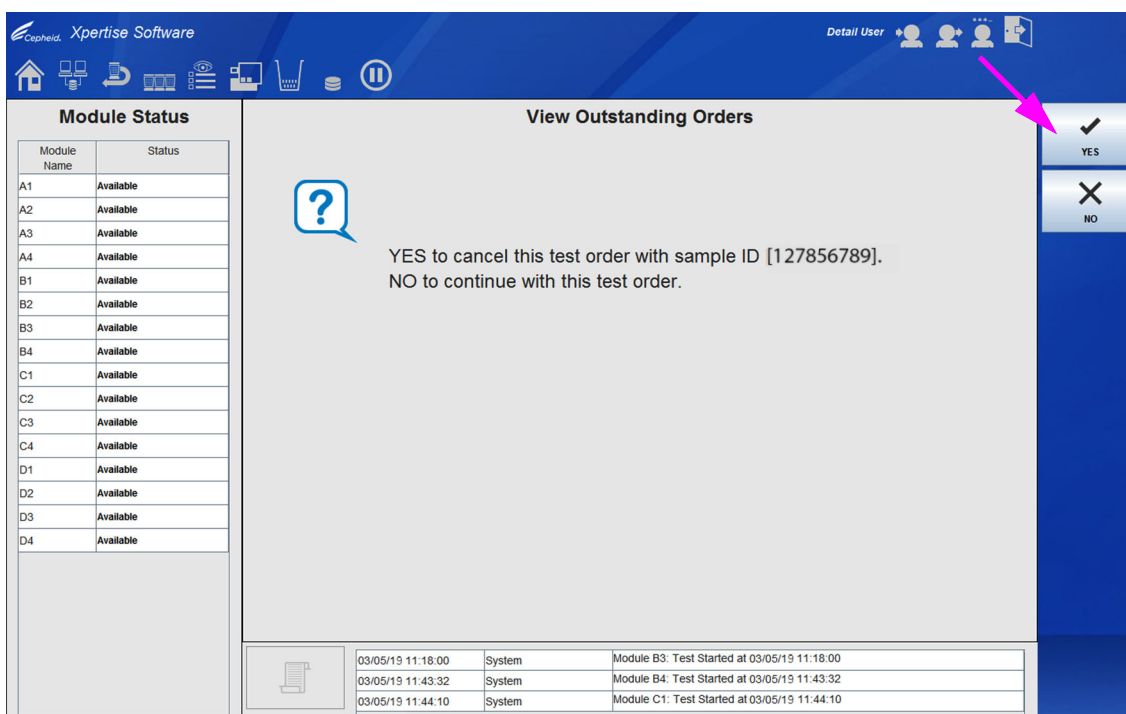 Cepheid. Xpertise Software
Detail User
Module Status
Module Name Status
A1 Available
A2 Available
A3 Available
A4 Available
B1 Available
B2 Available
B3 Available
B4 Available
C1 Available
C2 Available
C3 Available
C4 Available
D1 Available
D2 Available
D3 Available
D4 Available
View Outstanding Orders
YES to cancel this test order with sample ID [127856789].
NO to continue with this test order.
YES
NO
03/05/19 11:18:00 System Module B3: Test Started at 03/05/19 11:18:00
03/05/19 11:43:32 System Module B4: Test Started at 03/05/19 11:43:32
03/05/19 11:44:10 System Module C1: Test Started at 03/05/19 11:44:10